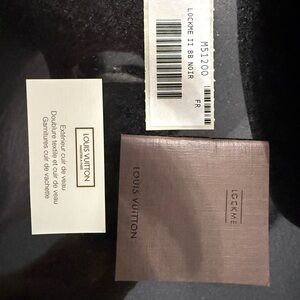 M51200
LOCKME II BB NOIR
FR
LOUIS VUITTON
Extérieur cuir de veau
Doublure textile et cuir de veau
Garnitures cuir de vachette
LOCKME
LOUIS VUITTON